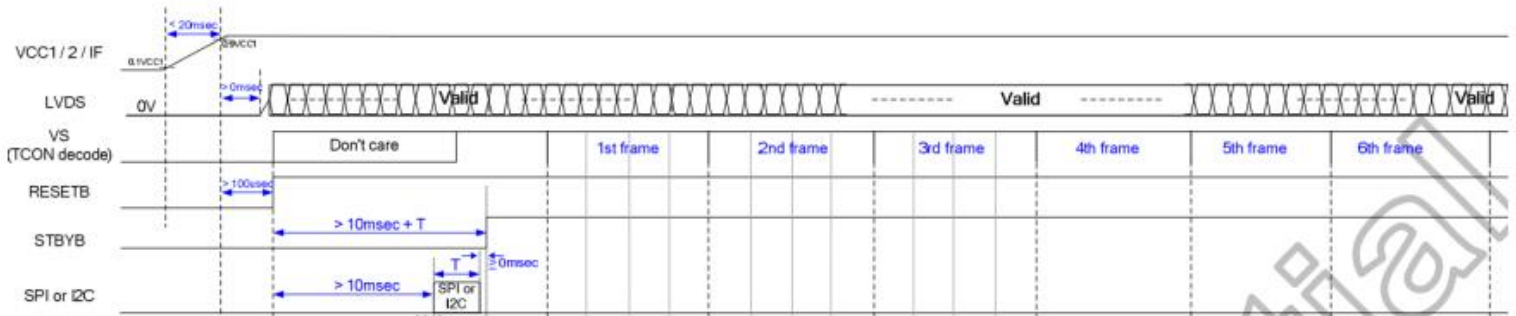 < 20msec
VCC1 / 2 / IF
0.9VCC1
0.1VCC1
> 0msec
LVDS
0V
Valid
Valid
Valid
VS
(TCON decode)
Don't care
1st frame
2nd frame
3rd frame
4th frame
5th frame
6th frame
RESETB
> 100usec
STBYB
> 10msec + T
T
0msec
SPI or I2C
> 10msec
SPI or
I2C
tial